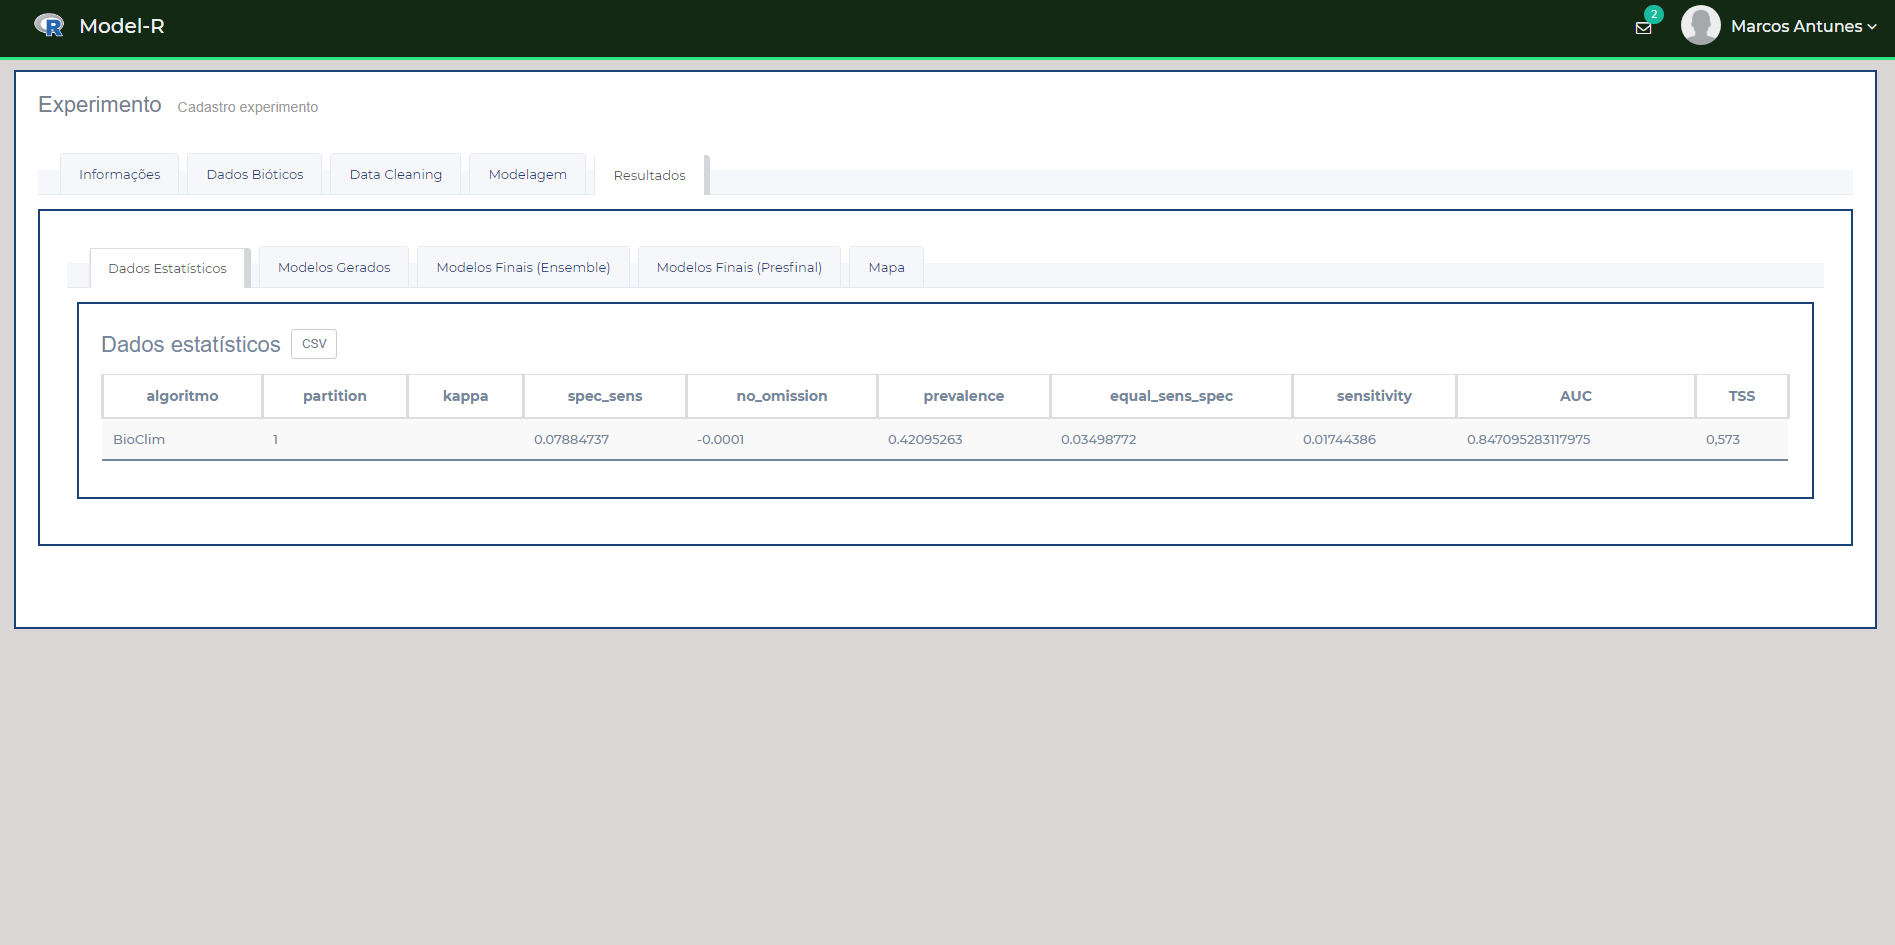 R Model-R 2 Marcos Antunes
Experimento Cadastro experimento
Informações Dados Bióticos Data Cleaning Modelagem Resultados
Dados Estatísticos Modelos Gerados Modelos Finais (Ensemble) Modelos Finais (Presfinal) Mapa
Dados estatísticos CSV
algoritmo partition kappa spec_sens no_omission prevalence equal_sens_spec sensitivity AUC TSS
BioClim 1 0.07884737 -0.0001 0.42095263 0.03498772 0.01744386 0.847095283117975 0,573